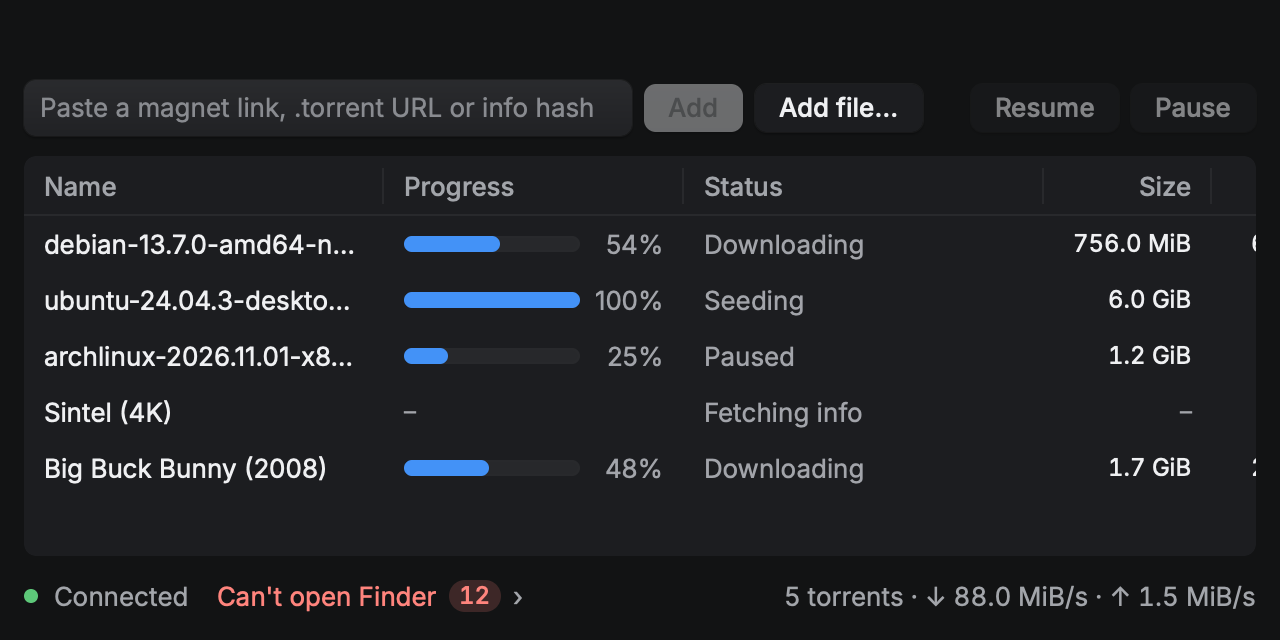 Paste a magnet link, .torrent URL or info hash Add Add file... Resume Pause
Name Progress Status Size
debian-13.7.0-amd64-n... 54% Downloading 756.0 MiB
ubuntu-24.04.3-deskto... 100% Seeding 6.0 GiB
archlinux-2026.11.01-x8... 25% Paused 1.2 GiB
Sintel (4K) – Fetching info –
Big Buck Bunny (2008) 48% Downloading 1.7 GiB
Connected Can't open Finder 12 › 5 torrents · ↓ 88.0 MiB/s · ↑ 1.5 MiB/s